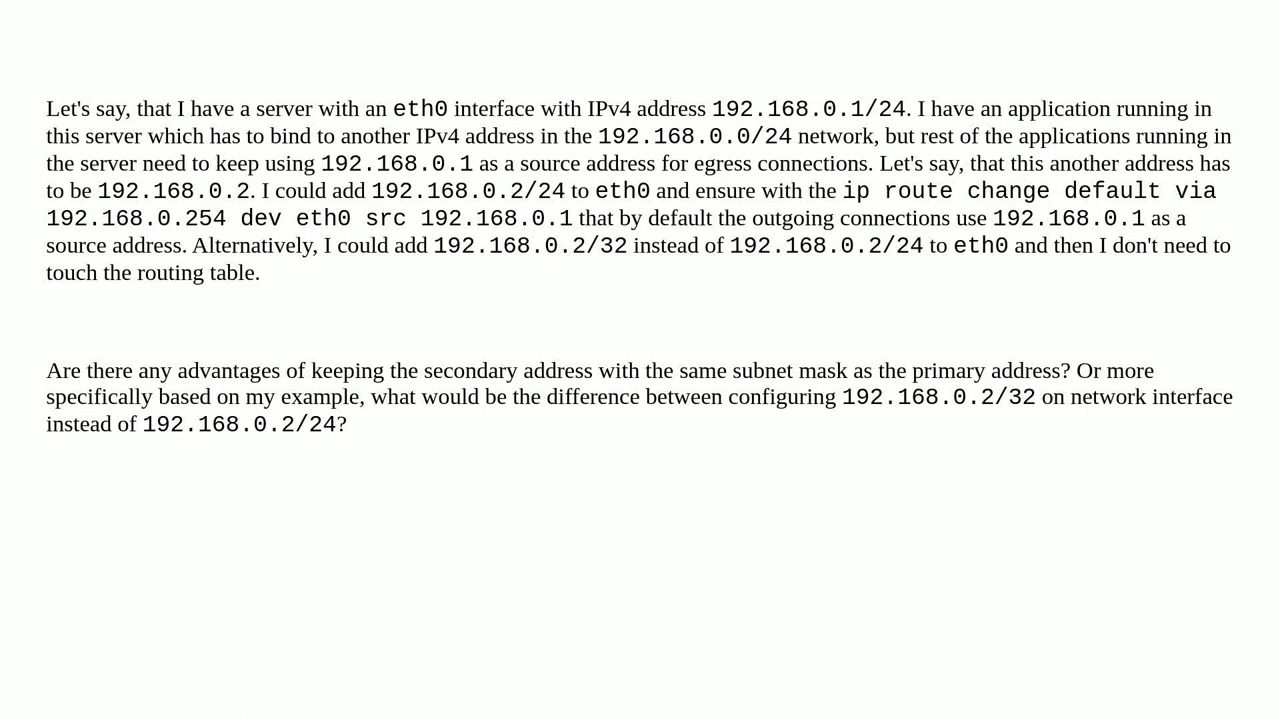 Let's say, that I have a server with an eth0 interface with IPv4 address 192.168.0.1/24. I have an application running in
this server which has to bind to another IPv4 address in the 192.168.0.0/24 network, but rest of the applications running in
the server need to keep using 192.168.0.1 as a source address for egress connections. Let's say, that this another address has
to be 192.168.0.2. I could add 192.168.0.2/24 to eth0 and ensure with the ip route change default via
192.168.0.254 dev eth0 src 192.168.0.1 that by default the outgoing connections use 192.168.0.1 as a
source address. Alternatively, I could add 192.168.0.2/32 instead of 192.168.0.2/24 to eth0 and then I don't need to
touch the routing table.
Are there any advantages of keeping the secondary address with the same subnet mask as the primary address? Or more
specifically based on my example, what would be the difference between configuring 192.168.0.2/32 on network interface
instead of 192.168.0.2/24?